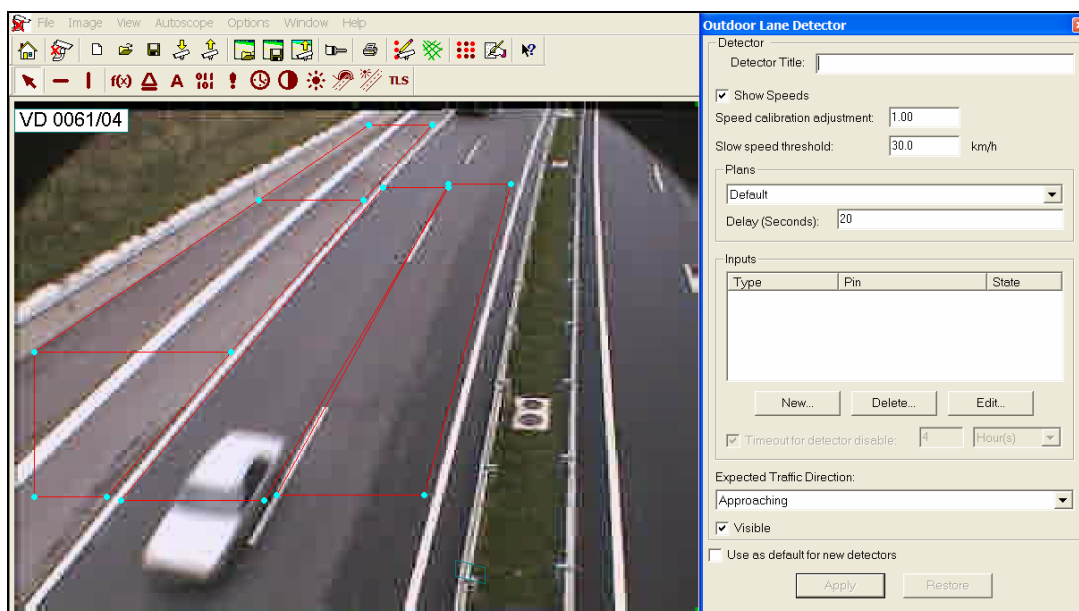 File Image View Autoscope Options Window Help
f(x) A 011 101 ! TLS
VD 0061/04
Outdoor Lane Detector
Detector
Detector Title:
Show Speeds
Speed calibration adjustment: 1.00
Slow speed threshold: 30.0 km/h
Plans
Default
Delay (Seconds): 20
Inputs
Type Pin State
New... Delete... Edit...
Timeout for detector disable: 4 Hour(s)
Expected Traffic Direction:
Approaching
Visible
Use as default for new detectors
Apply Restore